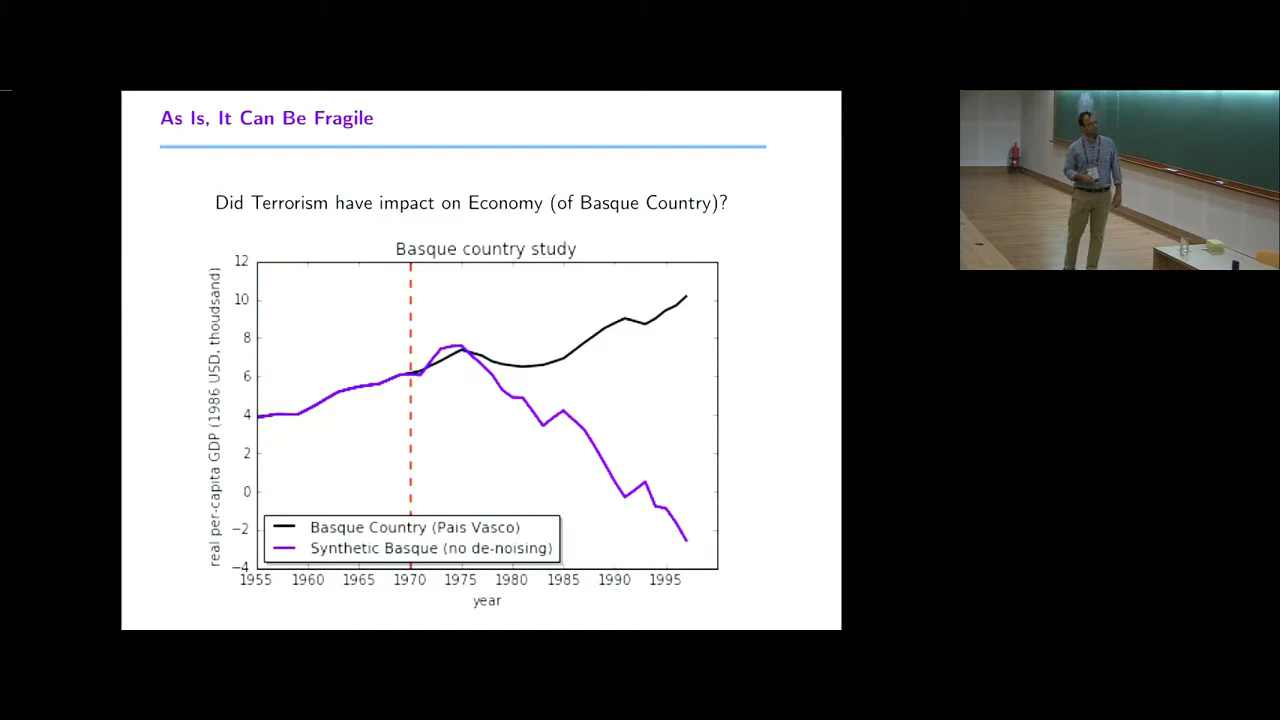 As Is, It Can Be Fragile
Did Terrorism have impact on Economy (of Basque Country)?
Basque country study
real per-capita GDP (1986 USD, thoudsand)
12
10
8
6
4
2
0
−2
−4
Basque Country (Pais Vasco)
Synthetic Basque (no de-noising)
1955 1960 1965 1970 1975 1980 1985 1990 1995
year